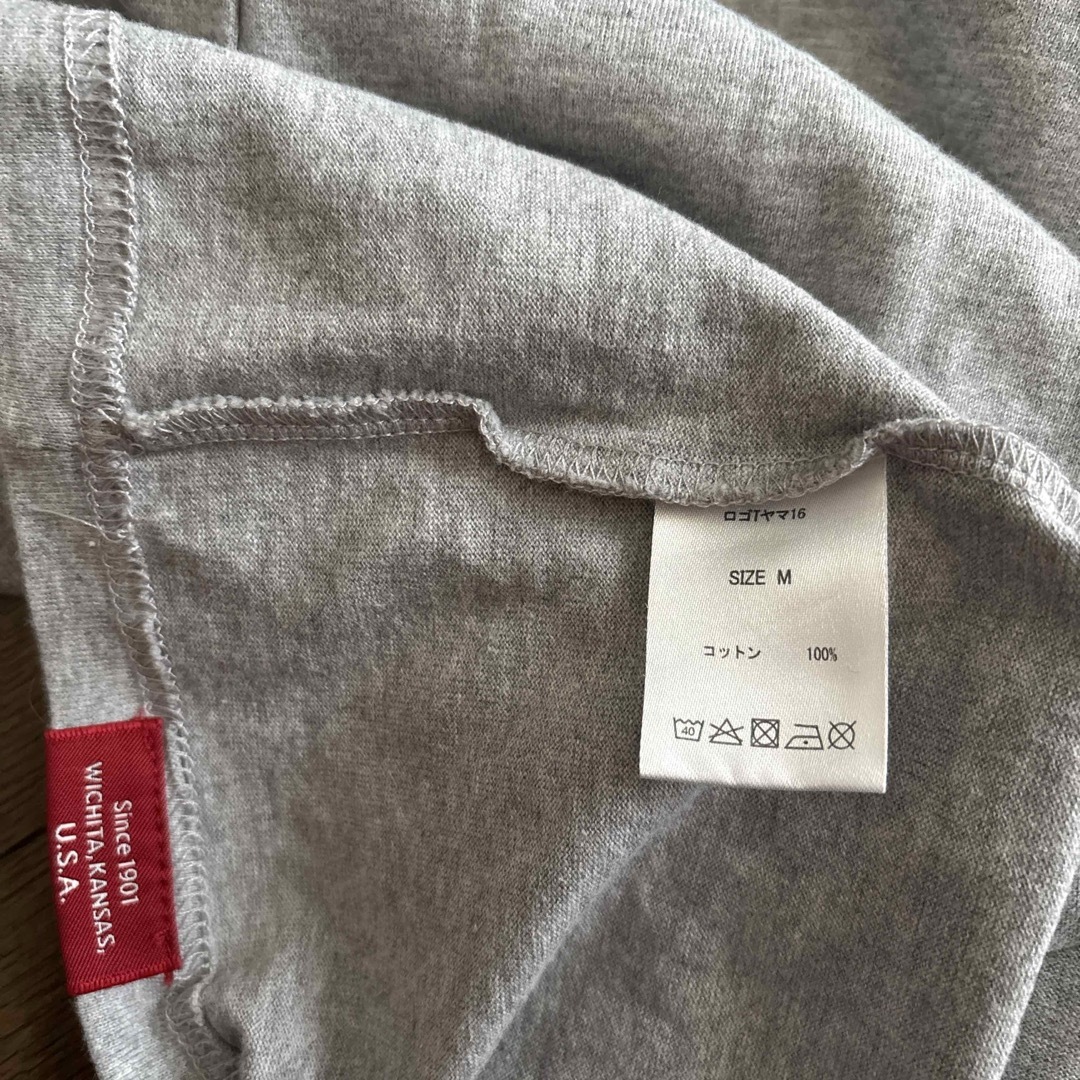 ロゴTヤマ16
SIZE M
コットン 100%
40
Since 1901
WICHITA,KANSAS,
U.S.A.